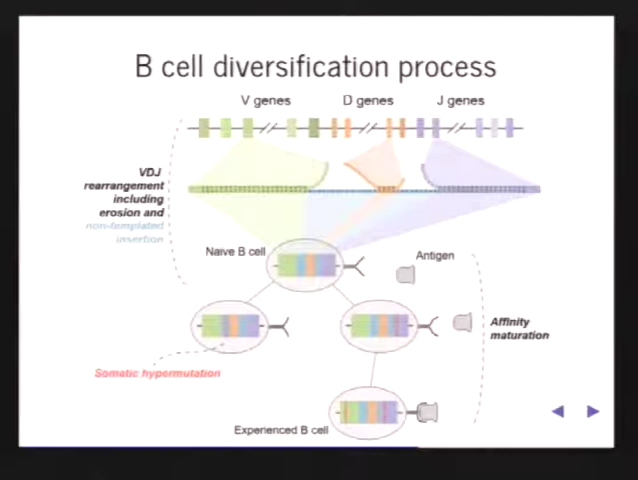 B cell diversification process
V genes
D genes
J genes
VDJ
rearrangement
including
erosion and
non-templated
insertion
Naive B cell
Antigen
Affinity
maturation
Somatic hypermutation
Experienced B cell